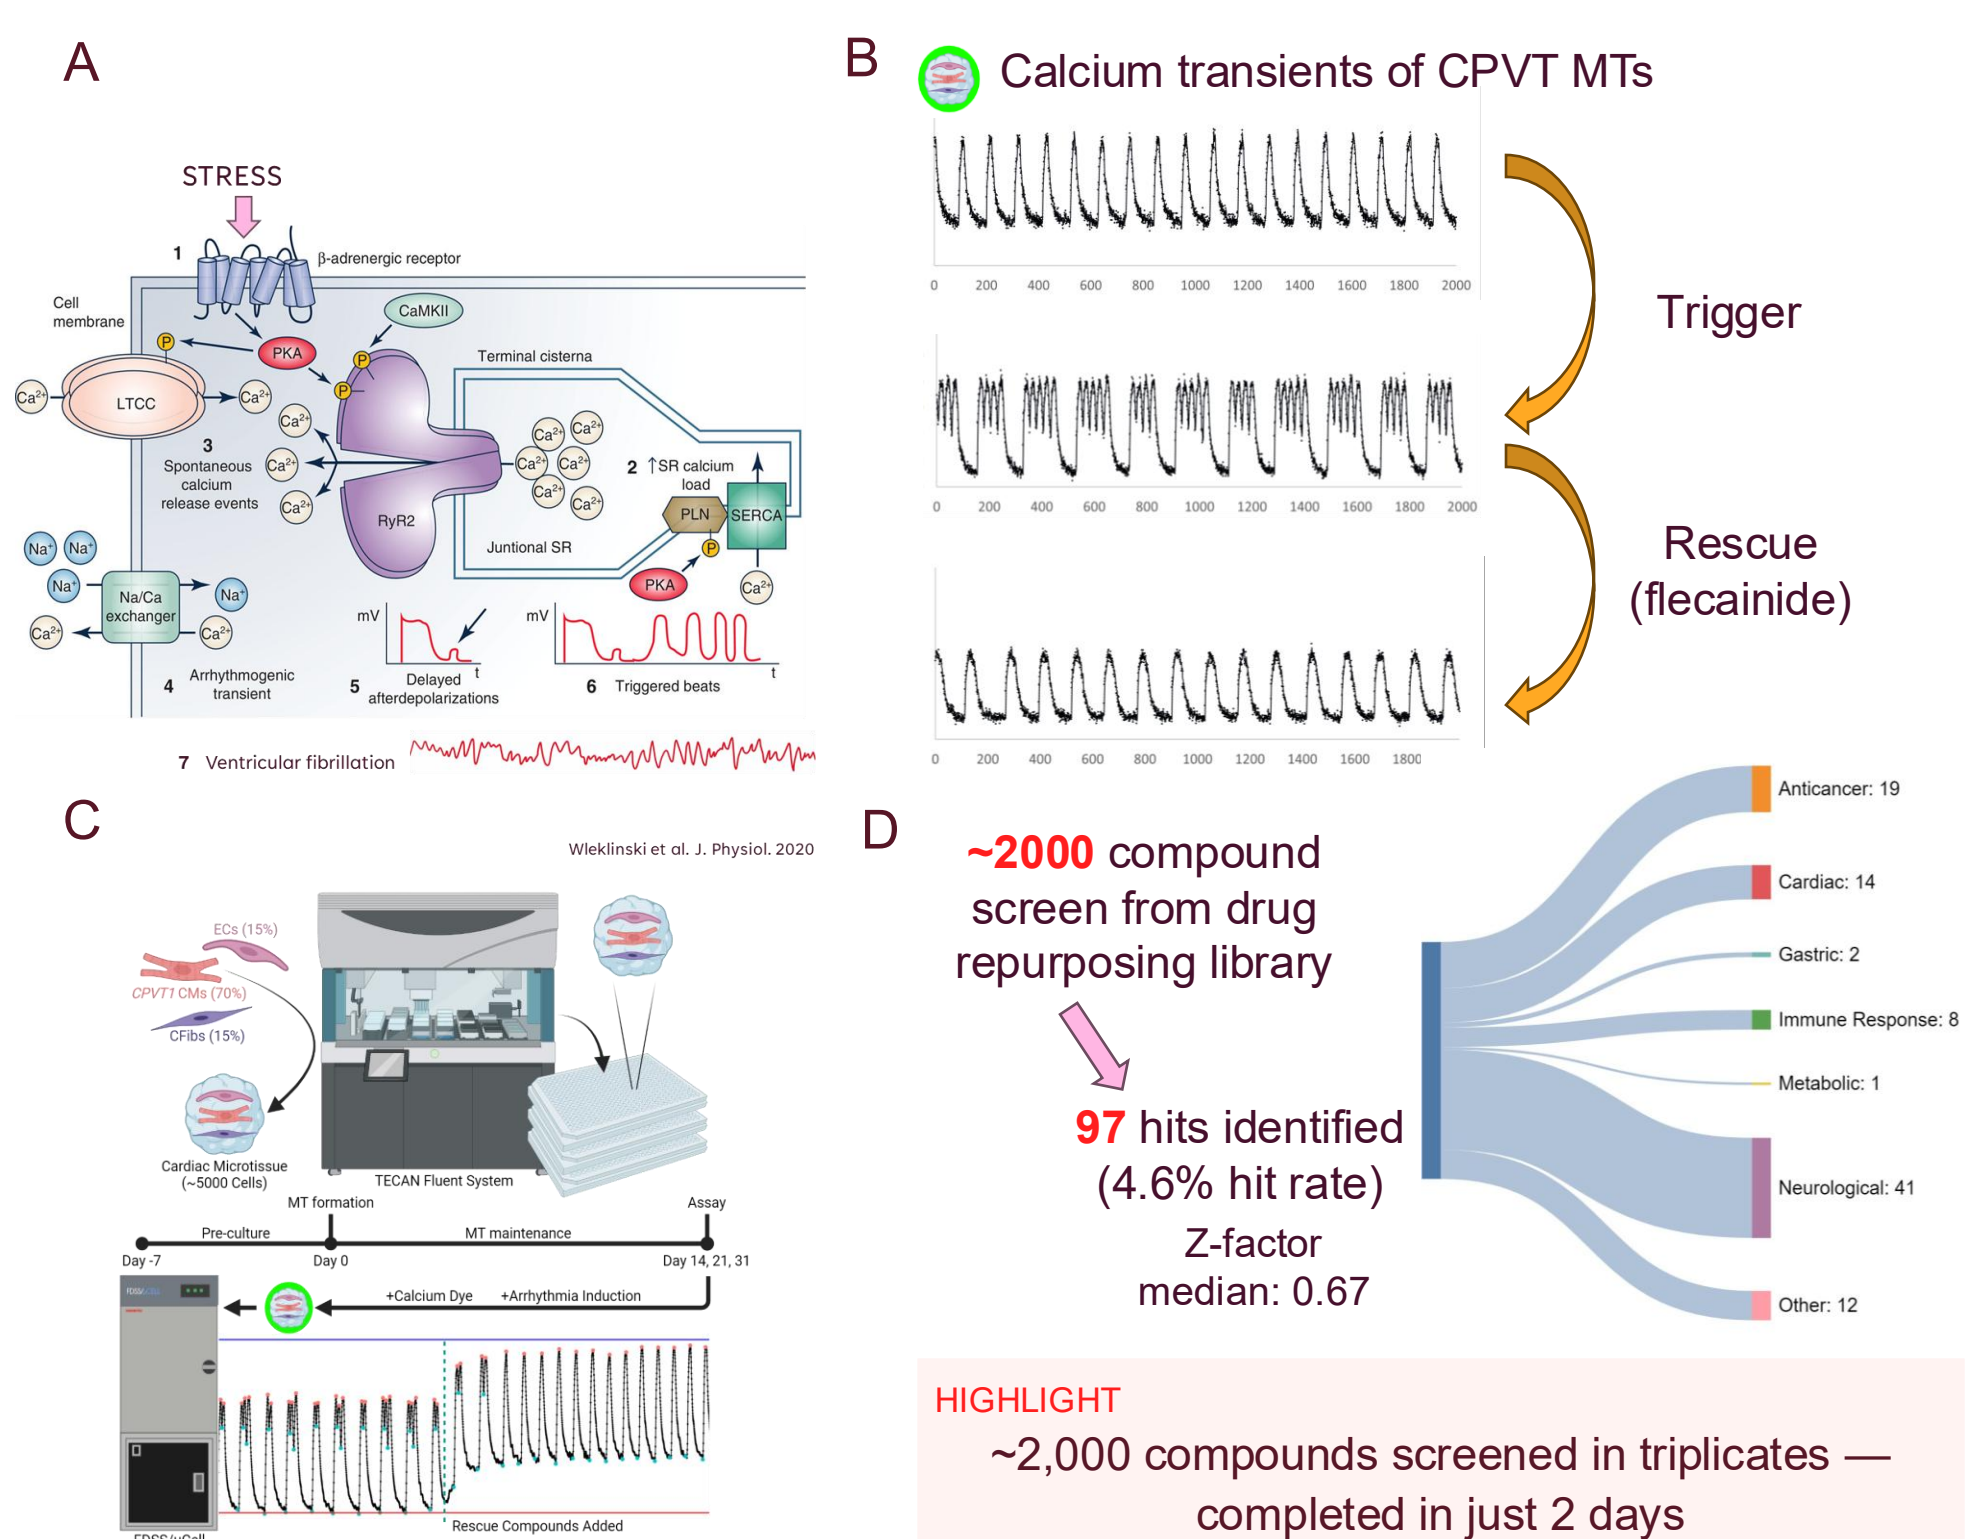 A
STRESS
1
β-adrenergic receptor
Cell
membrane
CaMKII
P
PKA
P
P
Terminal cisterna
Ca2+
LTCC
Ca2+
Ca2+
Ca2+
Ca2+
3
Spontaneous
calcium
release events
RyR2
Ca2+
Ca2+
Ca2+
Ca2+
Ca2+
Ca2+
2 ↑SR calcium
load
PLN
SERCA
P
PKA
Ca2+
Juntional SR
Na+
Na+
Na+
Na+
Na/Ca
exchanger
Ca2+
Ca2+
4 Arrhythmogenic
transient
mV
t
5 Delayed
afterdepolarizations
mV
t
6 Triggered beats
7 Ventricular fibrillation
B
Calcium transients of CPVT MTs
0 200 400 600 800 1000 1200 1400 1600 1800 2000
Trigger
0 200 400 600 800 1000 1200 1400 1600 1800 2000
Rescue
(flecainide)
0 200 400 600 800 1000 1200 1400 1600 1800
C
Wleklinski et al. J. Physiol. 2020
ECs (15%)
CPVT1 CMs (70%)
CFibs (15%)
Cardiac Microtissue
(~5000 Cells)
TECAN Fluent System
MT formation
Assay
Pre-culture
MT maintenance
Day -7
Day 0
Day 14, 21, 31
+Calcium Dye
+Arrhythmia Induction
Rescue Compounds Added
FDSS/μCell
D
~2000 compound
screen from drug
repurposing library
97 hits identified
(4.6% hit rate)
Z-factor
median: 0.67
Anticancer: 19
Cardiac: 14
Gastric: 2
Immune Response: 8
Metabolic: 1
Neurological: 41
Other: 12
HIGHLIGHT
~2,000 compounds screened in triplicates —
completed in just 2 days